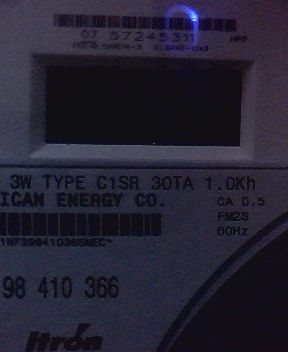 07 57245311
3W TYPE C1SR 30TA 1.0Kh
ICAN ENERGY CO.
CA 0.5
FM2S
60Hz
98 410 366
Itron